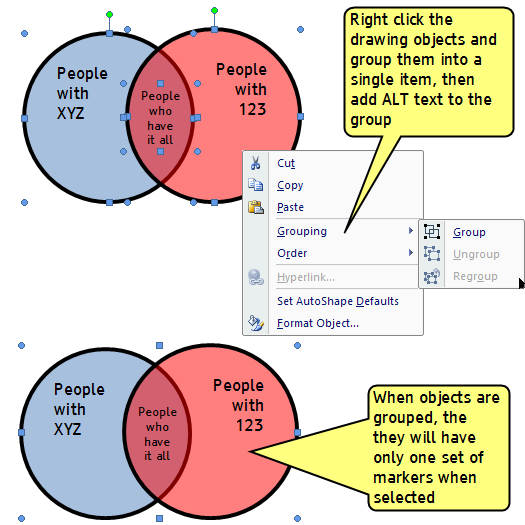 People
with
XYZ
People
who
have
it all
People
with
123
Right click the
drawing objects and
group them into a
single item, then
add ALT text to the
group
Cut
Copy
Paste
Grouping
Order
Hyperlink...
Set AutoShape Defaults
Format Object...
Group
Ungroup
Regroup
People
with
XYZ
People
who
have
it all
People
with
123
When objects are
grouped, the
they will have
only one set of
markers when
selected